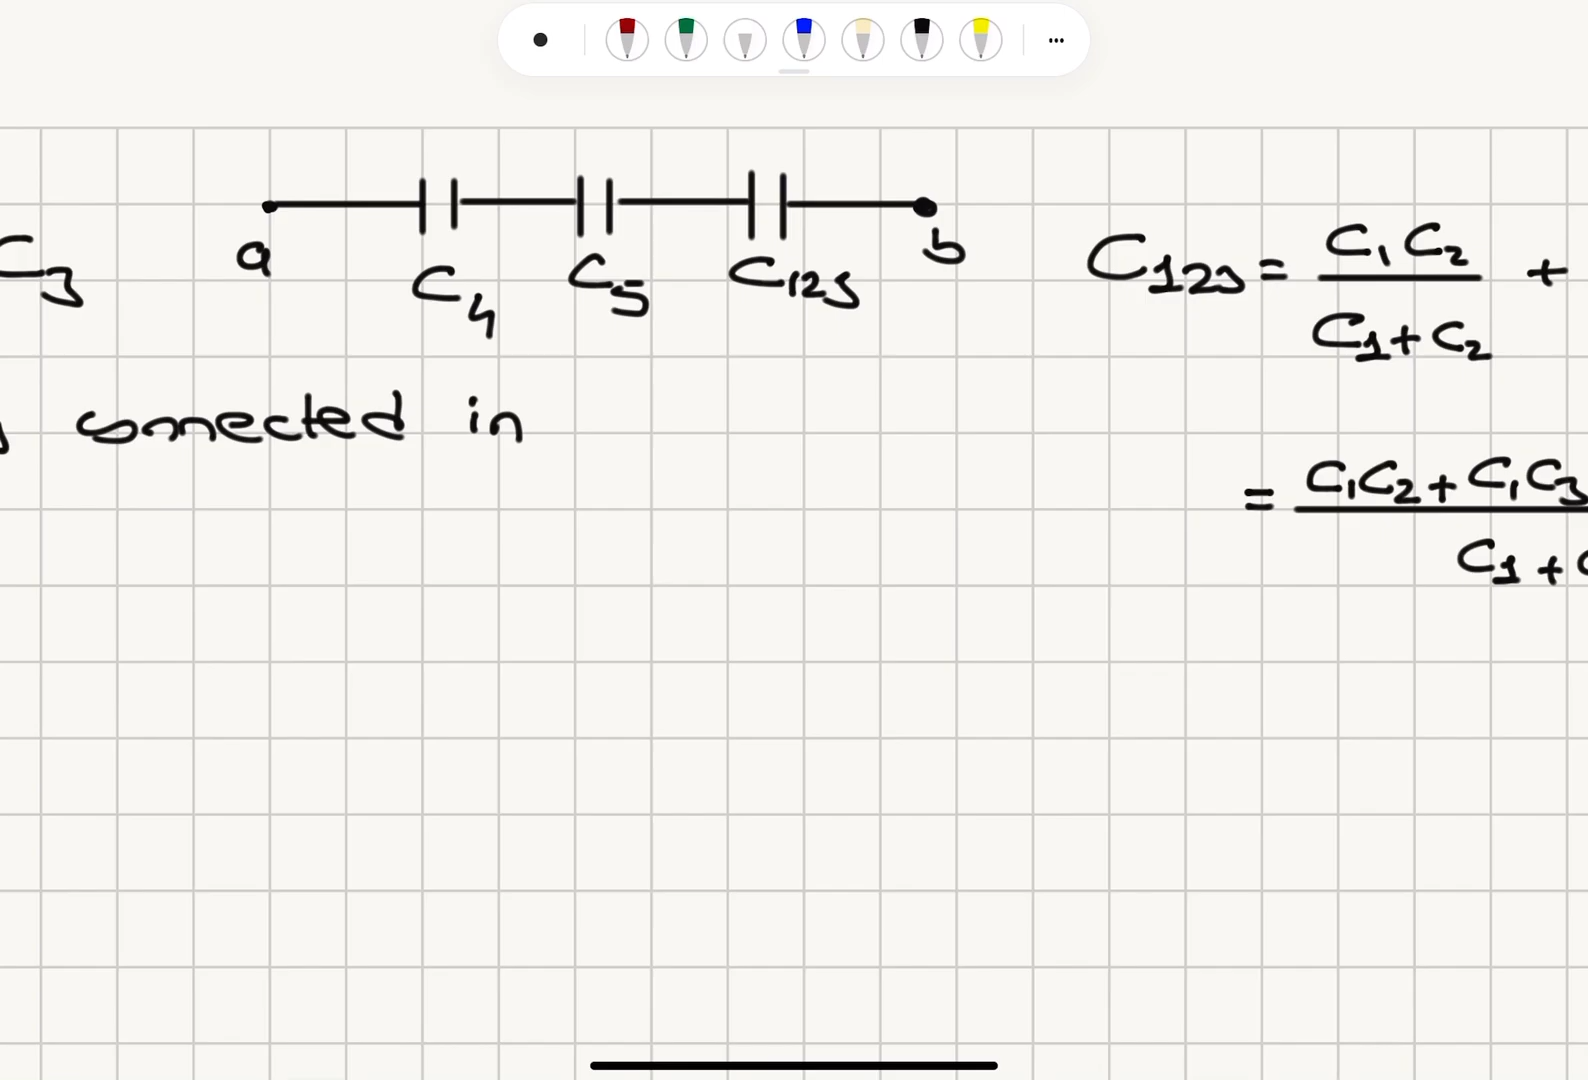 C₃
a b
C₄ C₅ C₁₂₃
connected in
C₁₂₃ = C₁C₂ / C₁+C₂ +
= C₁C₂ + C₁C₃ / C₁ +